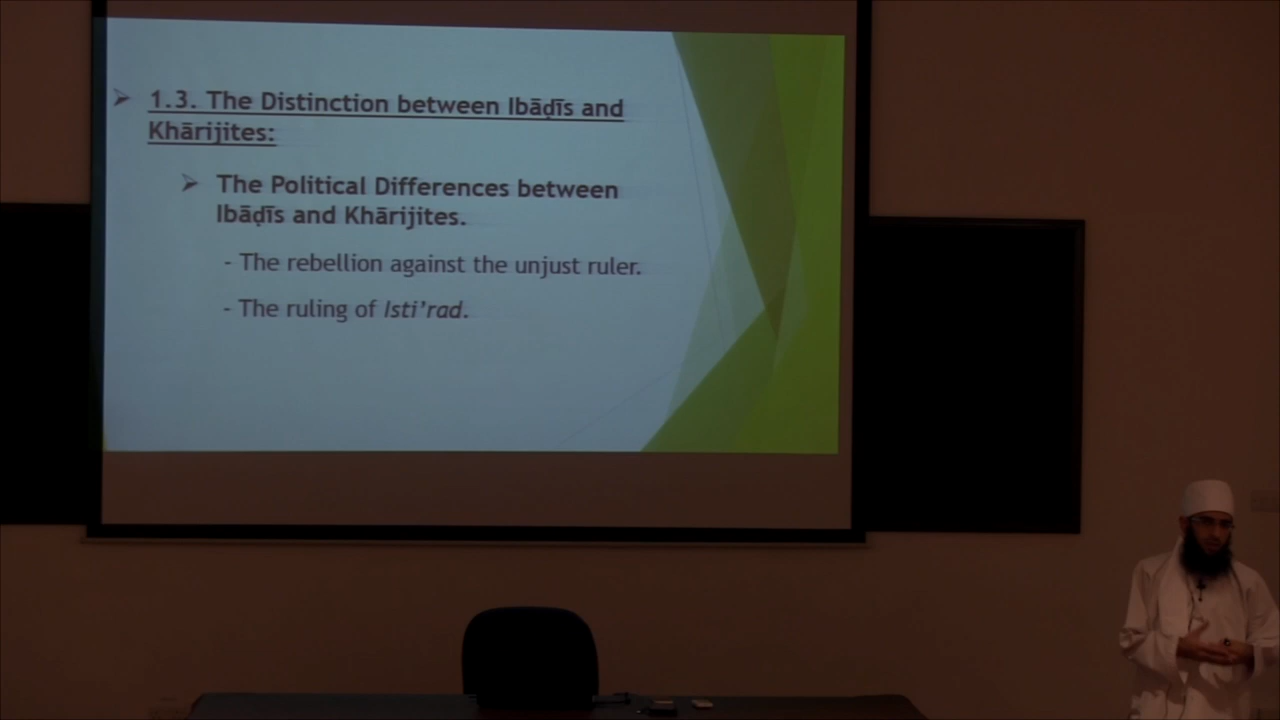 ➢ 1.3. The Distinction between Ibāḍīs and
Khārijites:
➢ The Political Differences between
Ibāḍīs and Khārijites.
- The rebellion against the unjust ruler.
- The ruling of Isti’rad.